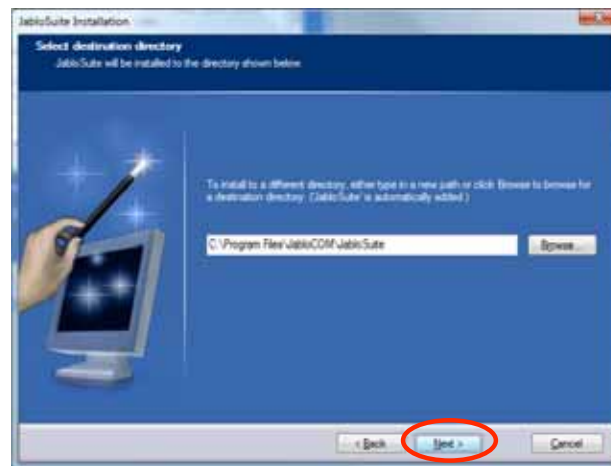 JabloSuite Installation
Select destination directory
JabloSuite will be installed to the directory shown below
To install to a different directory, either type in a new path or click Browse to browse for
a destination directory. ('JabloSuite' is automatically added.)
C:\Program Files\JabloCOM\JabloSuite
Browse...
< Back
Next >
Cancel